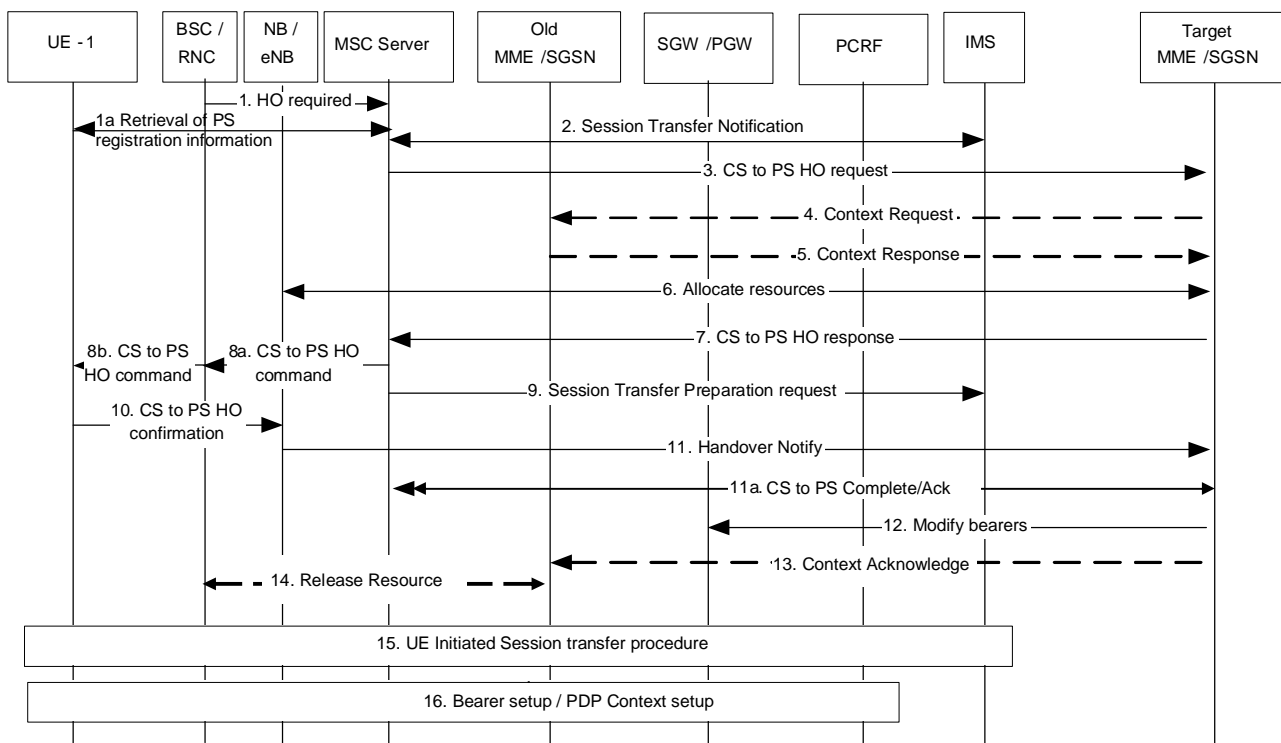 UE - 1
BSC /
RNC
NB /
eNB
MSC Server
Old
MME /SGSN
SGW /PGW
PCRF
IMS
Target
MME /SGSN
1. HO required
1a Retrieval of PS
registration information
2. Session Transfer Notification
3. CS to PS HO request
4. Context Request
5. Context Response
6. Allocate resources
7. CS to PS HO response
8b. CS to PS
HO command
8a. CS to PS HO
command
9. Session Transfer Preparation request
10. CS to PS HO
confirmation
11. Handover Notify
11a. CS to PS Complete/Ack
12. Modify bearers
13. Context Acknowledge
14. Release Resource
15. UE Initiated Session transfer procedure
16. Bearer setup / PDP Context setup